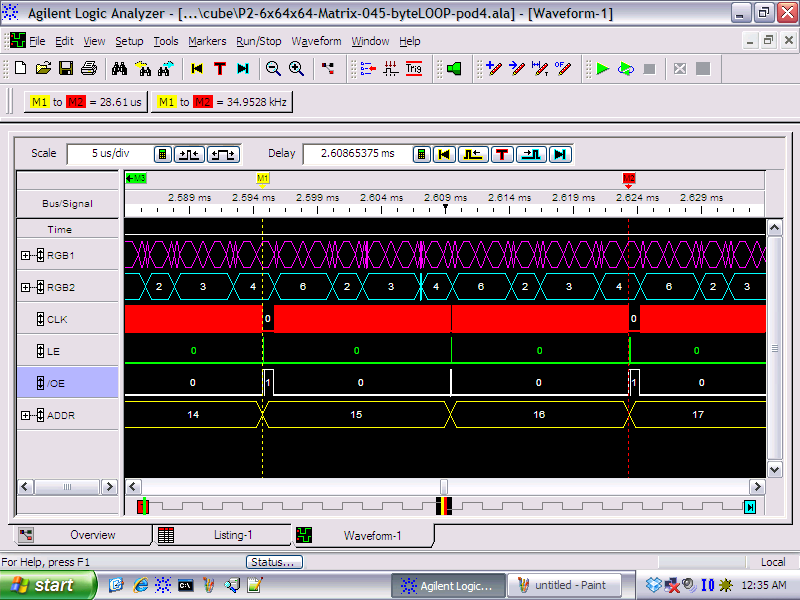 Agilent Logic Analyzer - [...\cube\P2-6x64x64-Matrix-045-byteLOOP-pod4.ala] - [Waveform-1]
File Edit View Setup Tools Markers Run/Stop Waveform Window Help
T Trig
M1 to M2 = 28.61 us M1 to M2 = 34.9528 kHz
Scale 5 us/div Delay 2.60865375 ms T
M3 M1 M2
Bus/Signal 2.589 ms 2.594 ms 2.599 ms 2.604 ms 2.609 ms 2.614 ms 2.619 ms 2.624 ms 2.629 ms
Time
RGB1
RGB2 2 3 4 6 2 3 4 6 2 3 4 6 2 3
CLK 0 0
LE 0 0 0 0
/OE 0 1 0 0 1 0
ADDR 14 15 16 17
Overview Listing-1 Waveform-1
For Help, press F1 Status... Local
start Agilent Logic... untitled - Paint 12:35 AM